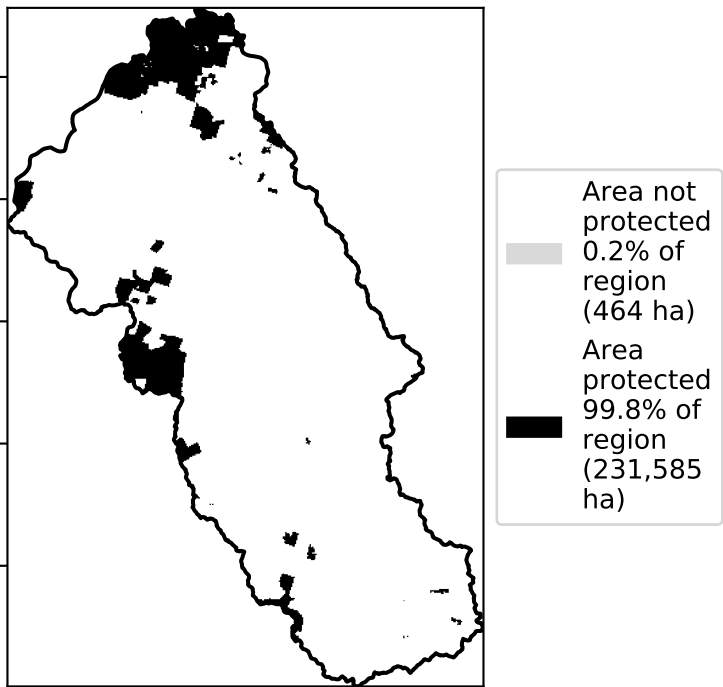 Area not
protected
0.2% of
region
(464 ha)
Area
protected
99.8% of
region
(231,585
ha)